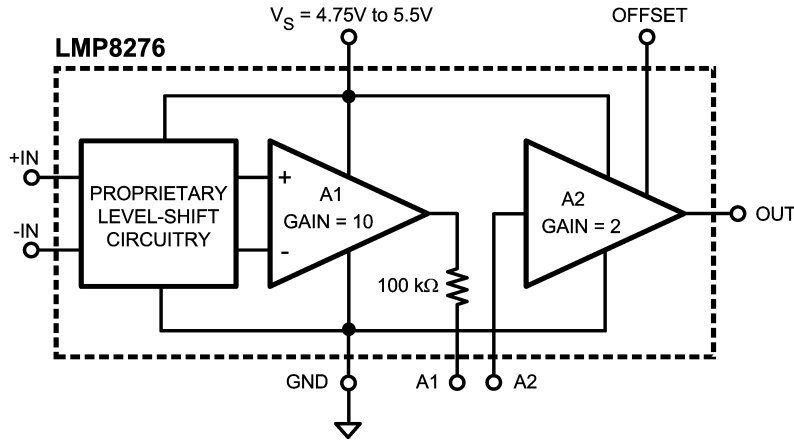 V_S = 4.75V to 5.5V
OFFSET
LMP8276
+IN
-IN
PROPRIETARY
LEVEL-SHIFT
CIRCUITRY
+
-
A1
GAIN = 10
100 kΩ
A2
GAIN = 2
OUT
GND
A1
A2